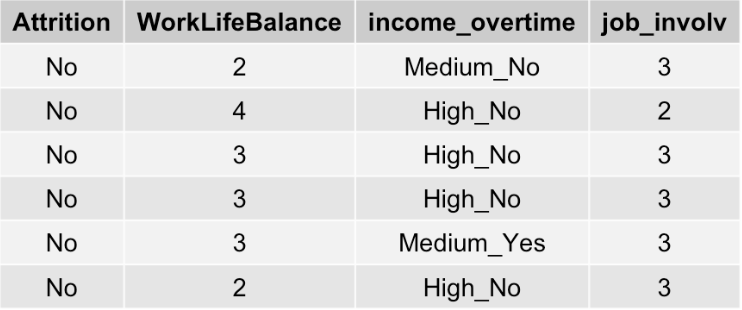 Attrition WorkLifeBalance income_overtime job_involv
No 2 Medium_No 3
No 4 High_No 2
No 3 High_No 3
No 3 High_No 3
No 3 Medium_Yes 3
No 2 High_No 3